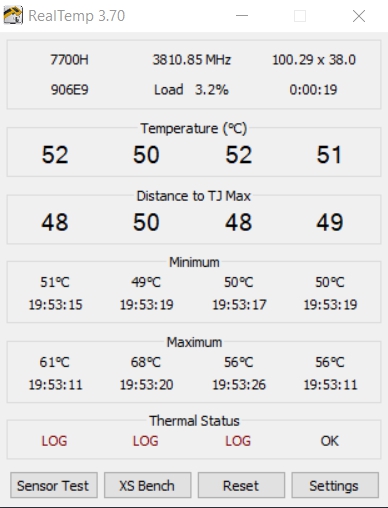 RealTemp 3.70
7700H 3810.85 MHz 100.29 x 38.0
906E9 Load 3.2% 0:00:19
Temperature (°C)
52 50 52 51
Distance to TJ Max
48 50 48 49
Minimum
51°C 49°C 50°C 50°C
19:53:15 19:53:19 19:53:17 19:53:19
Maximum
61°C 68°C 56°C 56°C
19:53:11 19:53:20 19:53:26 19:53:11
Thermal Status
LOG LOG LOG OK
Sensor Test XS Bench Reset Settings